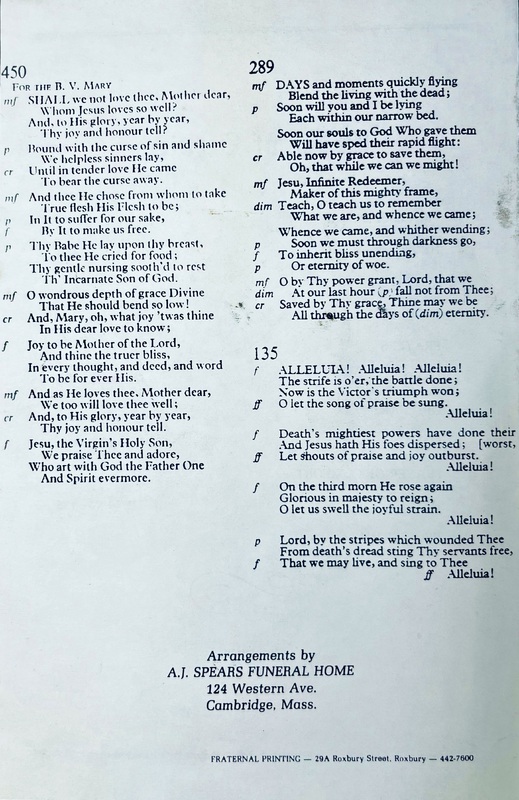 450
FOR THE B. V. MARY
mf SHALL we not love thee, Mother dear,
Whom Jesus loves so well?
And, to His glory, year by year,
Thy joy and honour tell?
p Bound with the curse of sin and shame
We helpless sinners lay,
cr Until in tender love He came
To bear the curse away.
mf And thee He chose from whom to take
True flesh His Flesh to be;
p In It to suffer for our sake,
f By It to make us free.
p Thy Babe He lay upon thy breast,
To thee He cried for food;
Thy gentle nursing sooth'd to rest
Th' Incarnate Son of God.
mf O wondrous depth of grace Divine
That He should bend so low!
cr And, Mary, oh, what joy 'twas thine
In His dear love to know;
f Joy to be Mother of the Lord,
And thine the truer bliss,
In every thought, and deed, and word
To be for ever His.
mf And as He loves thee, Mother dear,
We too will love thee well;
cr And, to His glory, year by year,
Thy joy and honour tell.
f Jesu, the Virgin's Holy Son,
We praise Thee and adore,
Who art with God the Father One
And Spirit evermore.
289
mf DAYS and moments quickly flying
Blend the living with the dead;
p Soon will you and I be lying
Each within our narrow bed.
Soon our souls to God Who gave them
Will have sped their rapid flight:
cr Able now by grace to save them,
Oh, that while we can we might!
mf Jesu, Infinite Redeemer,
Maker of this mighty frame,
dim Teach, O teach us to remember
What we are, and whence we came;
Whence we came, and whither wending;
p Soon we must through darkness go,
f To inherit bliss unending,
p Or eternity of woe.
mf O by Thy power grant, Lord, that we
dim At our last hour (p) fall not from Thee;
cr Saved by Thy grace, Thine may we be
All through the days of (dim) eternity.
135
f ALLELUIA! Alleluia! Alleluia!
The strife is o'er, the battle done;
Now is the Victor's triumph won;
ff O let the song of praise be sung.
Alleluia!
f Death's mightiest powers have done their
And Jesus hath His foes dispersed; [worst,
ff Let shouts of praise and joy outburst.
Alleluia!
f On the third morn He rose again
Glorious in majesty to reign;
O let us swell the joyful strain.
Alleluia!
p Lord, by the stripes which wounded Thee
From death's dread sting Thy servants free,
f That we may live, and sing to Thee
ff Alleluia!
Arrangements by
A.J. SPEARS FUNERAL HOME
124 Western Ave.
Cambridge, Mass.
FRATERNAL PRINTING — 29A Roxbury Street, Roxbury — 442-7600